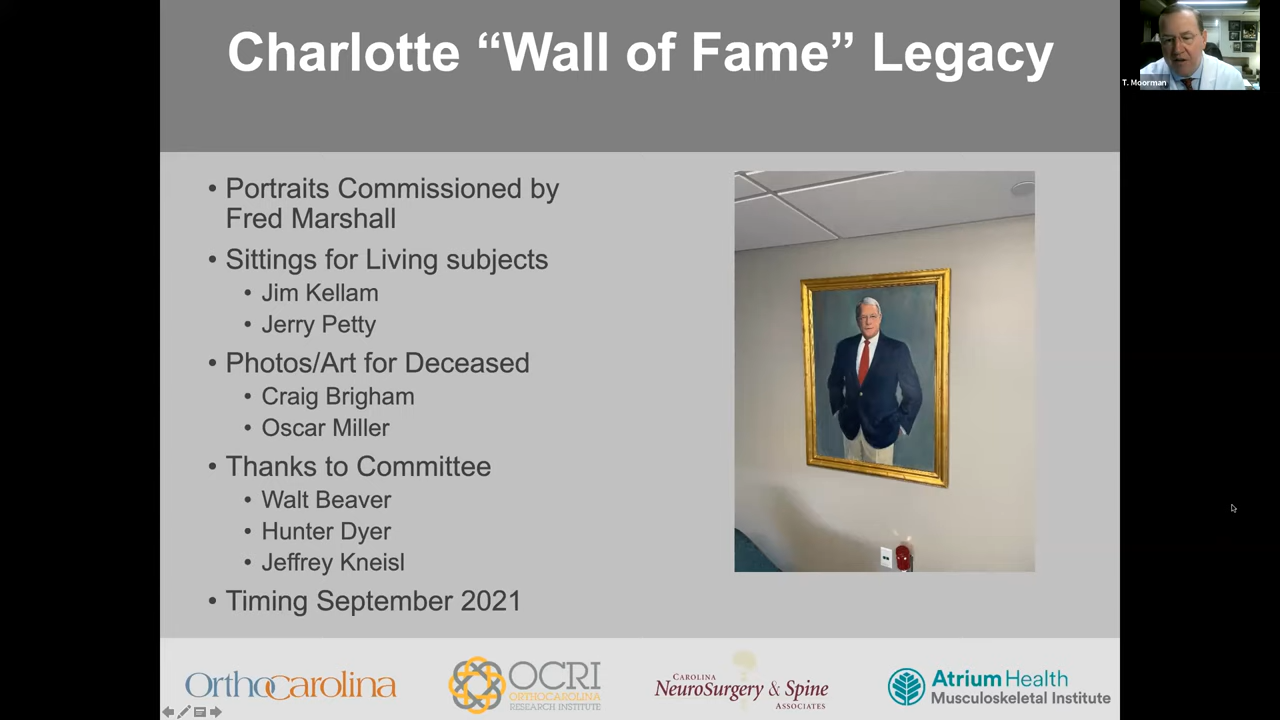 Charlotte “Wall of Fame” Legacy
T. Moorman
• Portraits Commissioned by
Fred Marshall
• Sittings for Living subjects
• Jim Kellam
• Jerry Petty
• Photos/Art for Deceased
• Craig Brigham
• Oscar Miller
• Thanks to Committee
• Walt Beaver
• Hunter Dyer
• Jeffrey Kneisl
• Timing September 2021
OrthoCarolina
OCRI
ORTHOCAROLINA
RESEARCH INSTITUTE
CAROLINA
NEUROSURGERY & SPINE
ASSOCIATES
Atrium Health
Musculoskeletal Institute